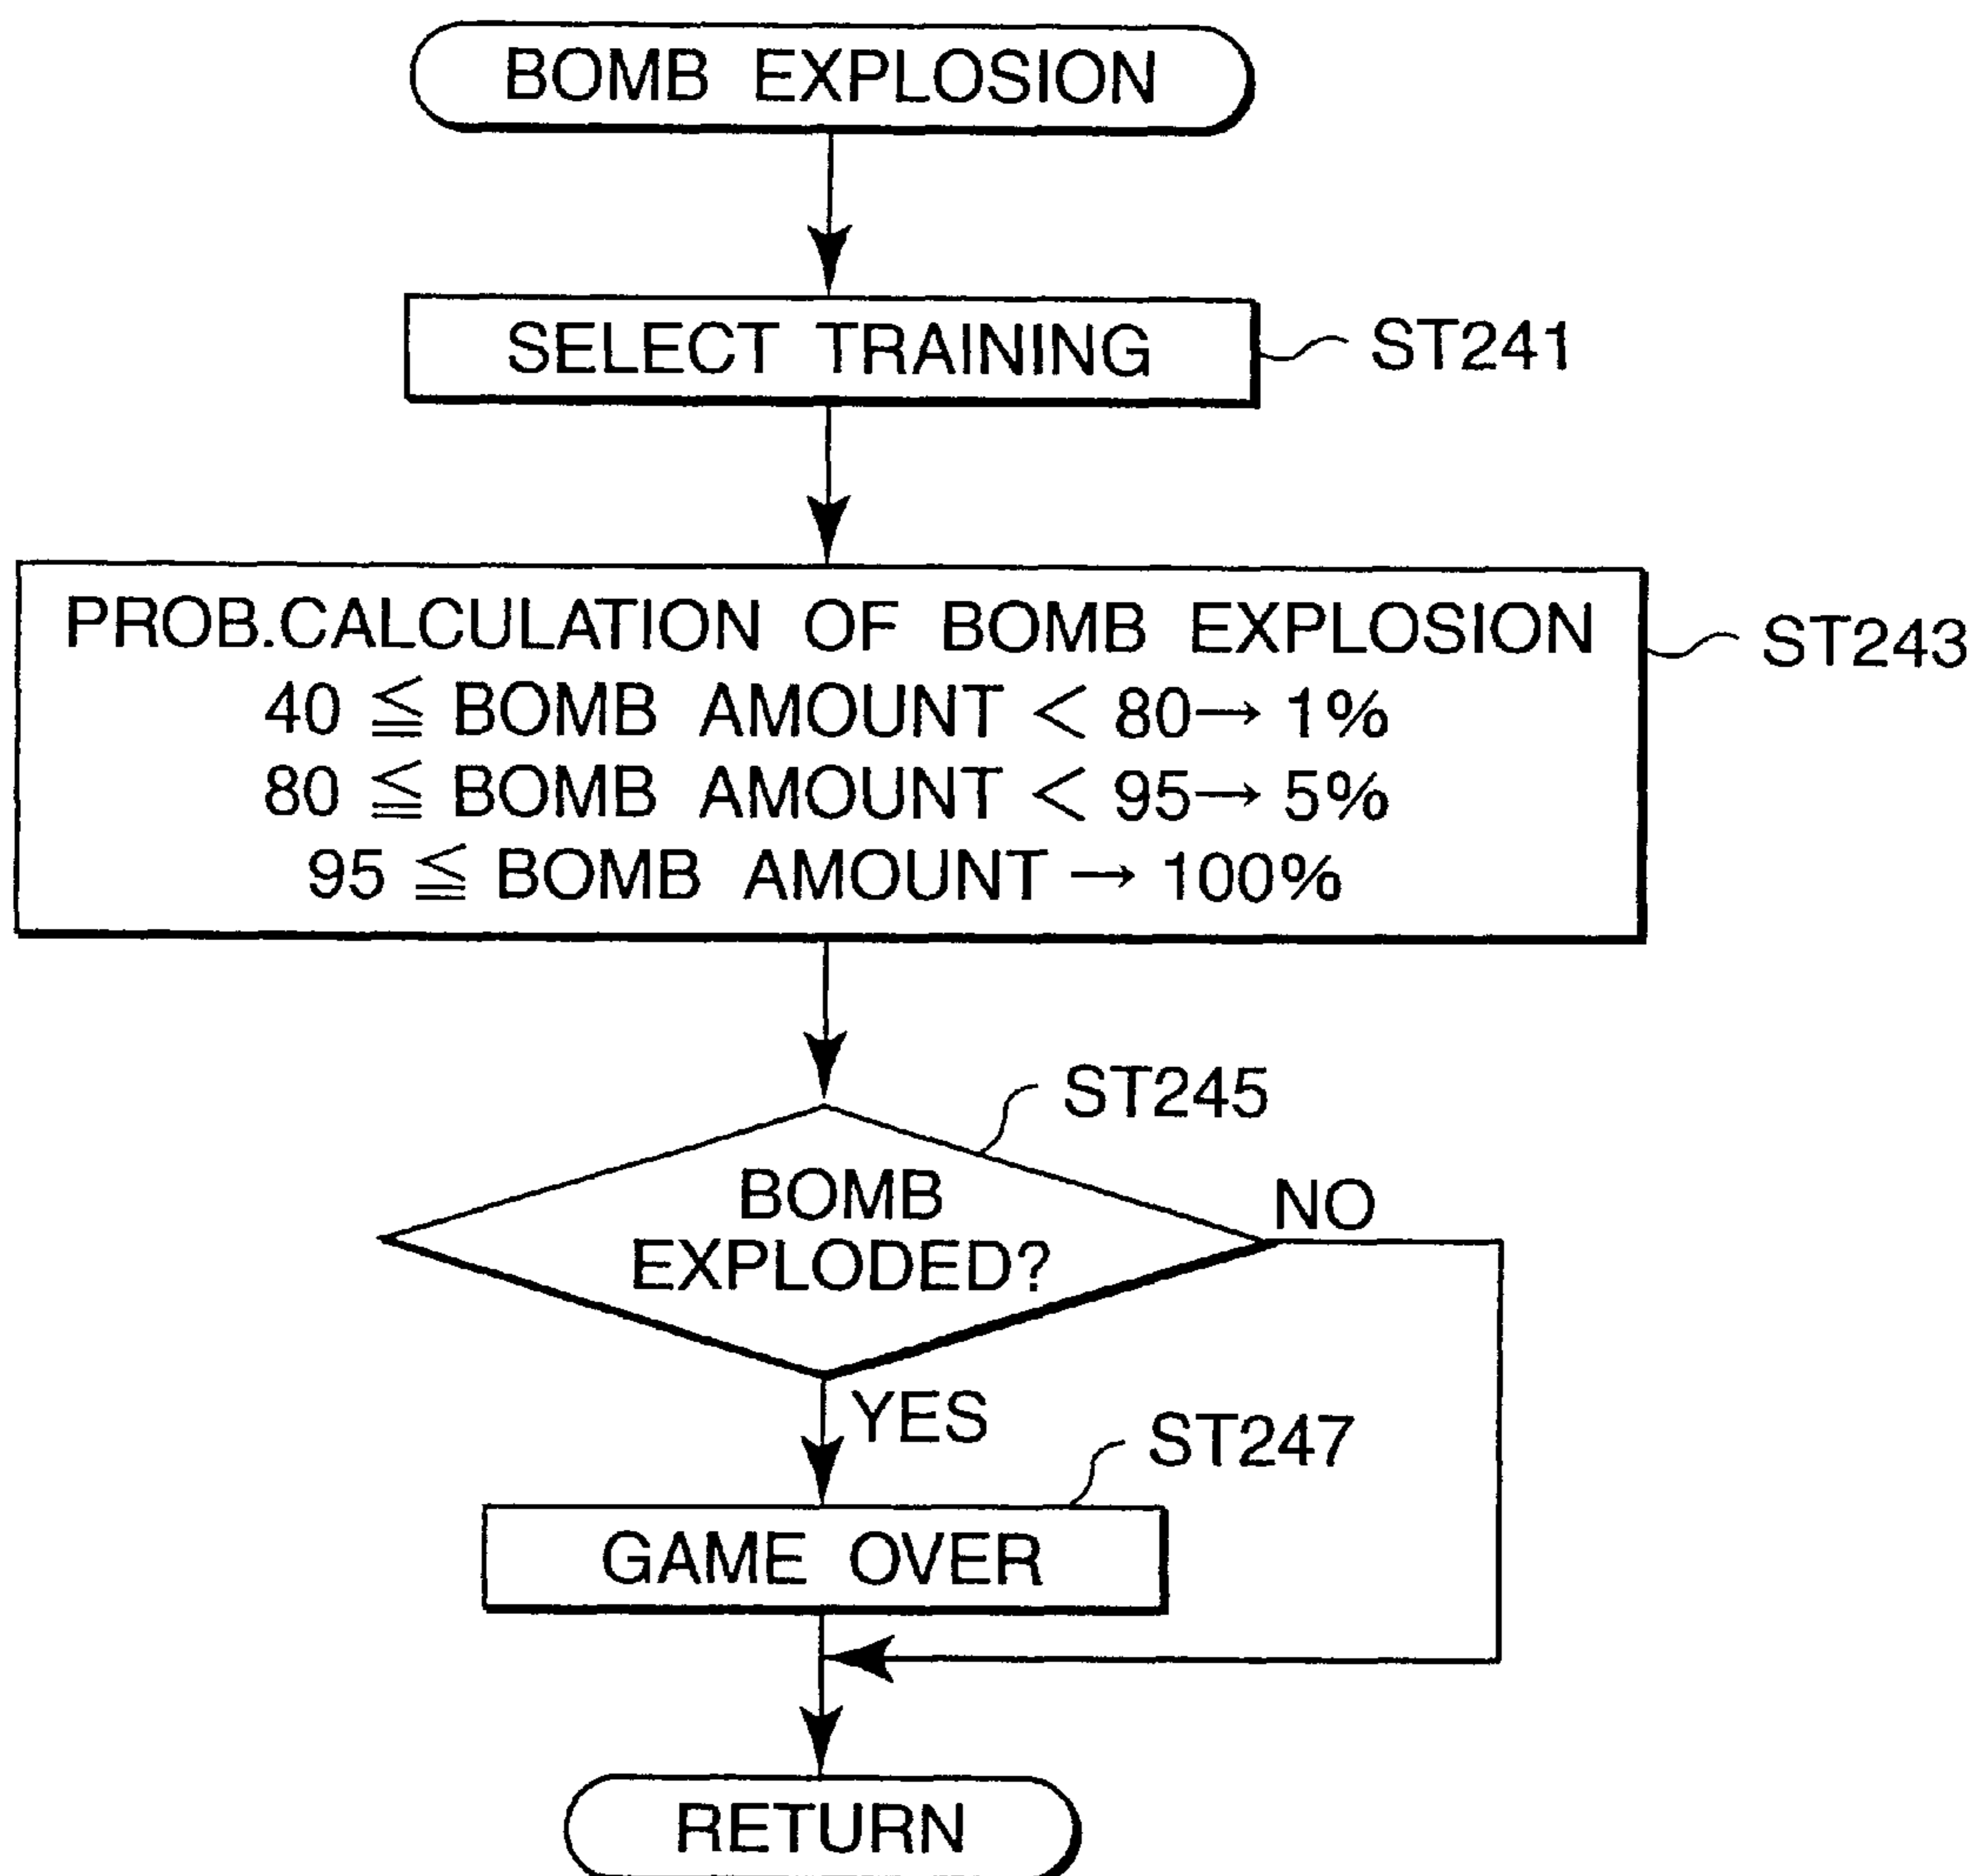 BOMB EXPLOSION
SELECT TRAINING
ST241
PROB.CALCULATION OF BOMB EXPLOSION
ST243
40 ≦ BOMB AMOUNT < 80→ 1%
80 ≦ BOMB AMOUNT < 95→ 5%
95 ≦ BOMB AMOUNT → 100%
ST245
BOMB
EXPLODED?
NO
YES
ST247
GAME OVER
RETURN